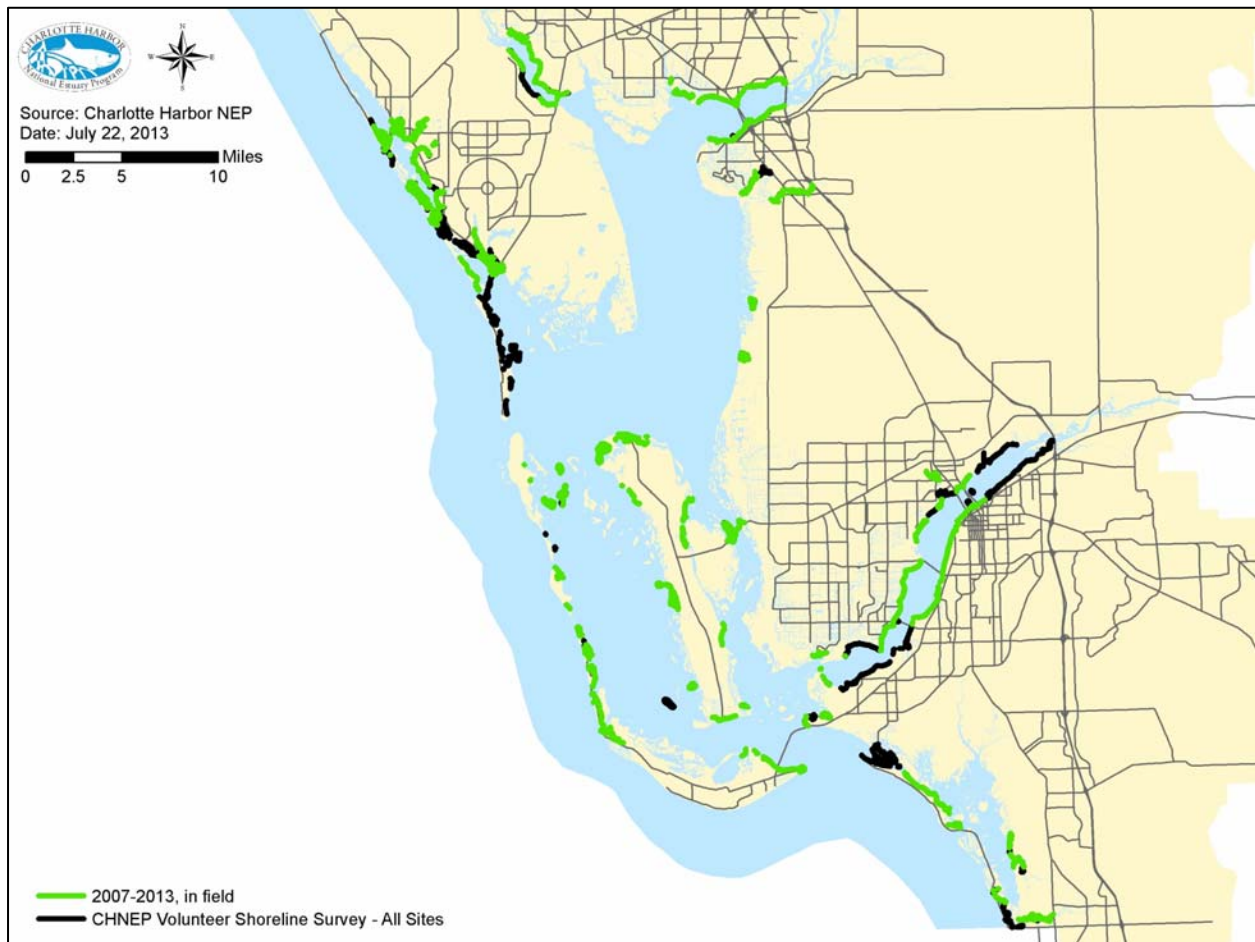 CHARLOTTE HARBOR
National Estuary Program
N
W
E
S
Source: Charlotte Harbor NEP
Date: July 22, 2013
Miles
0 2.5 5 10
2007-2013, in field
CHNEP Volunteer Shoreline Survey - All Sites